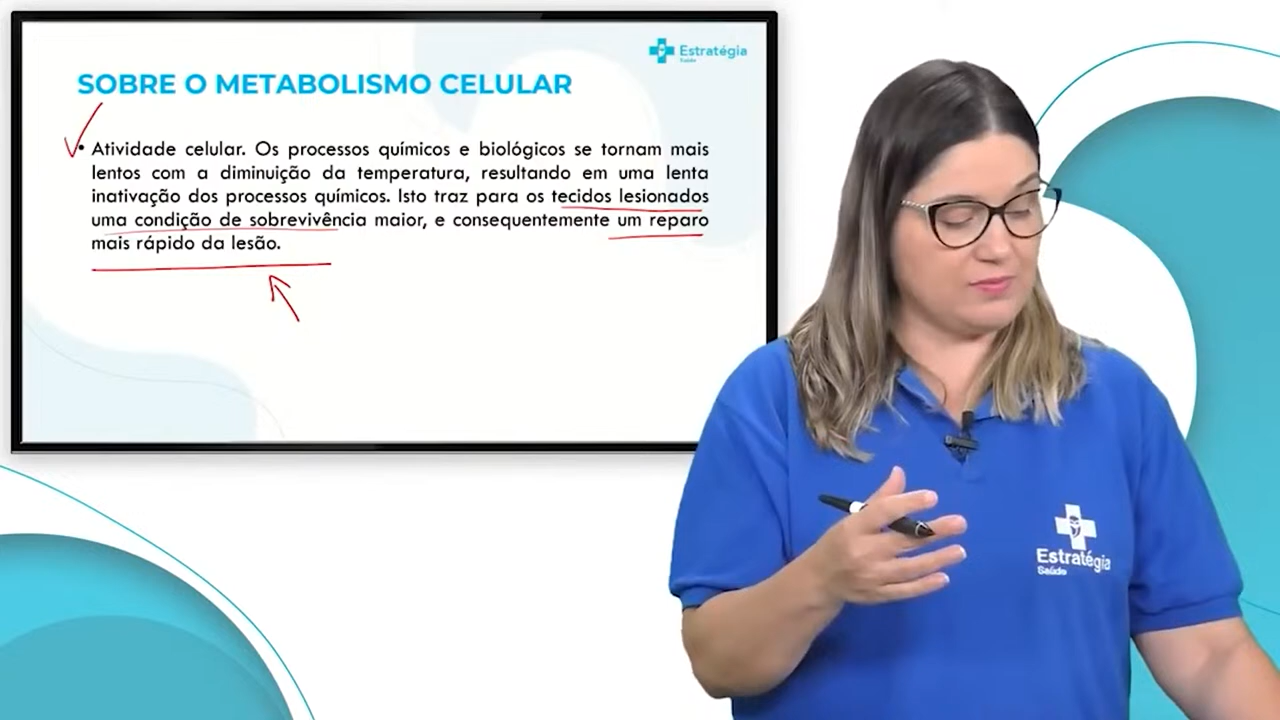 Estratégia
Saúde
SOBRE O METABOLISMO CELULAR
• Atividade celular. Os processos químicos e biológicos se tornam mais
lentos com a diminuição da temperatura, resultando em uma lenta
inativação dos processos químicos. Isto traz para os tecidos lesionados
uma condição de sobrevivência maior, e consequentemente um reparo
mais rápido da lesão.
Estratégia
Saúde